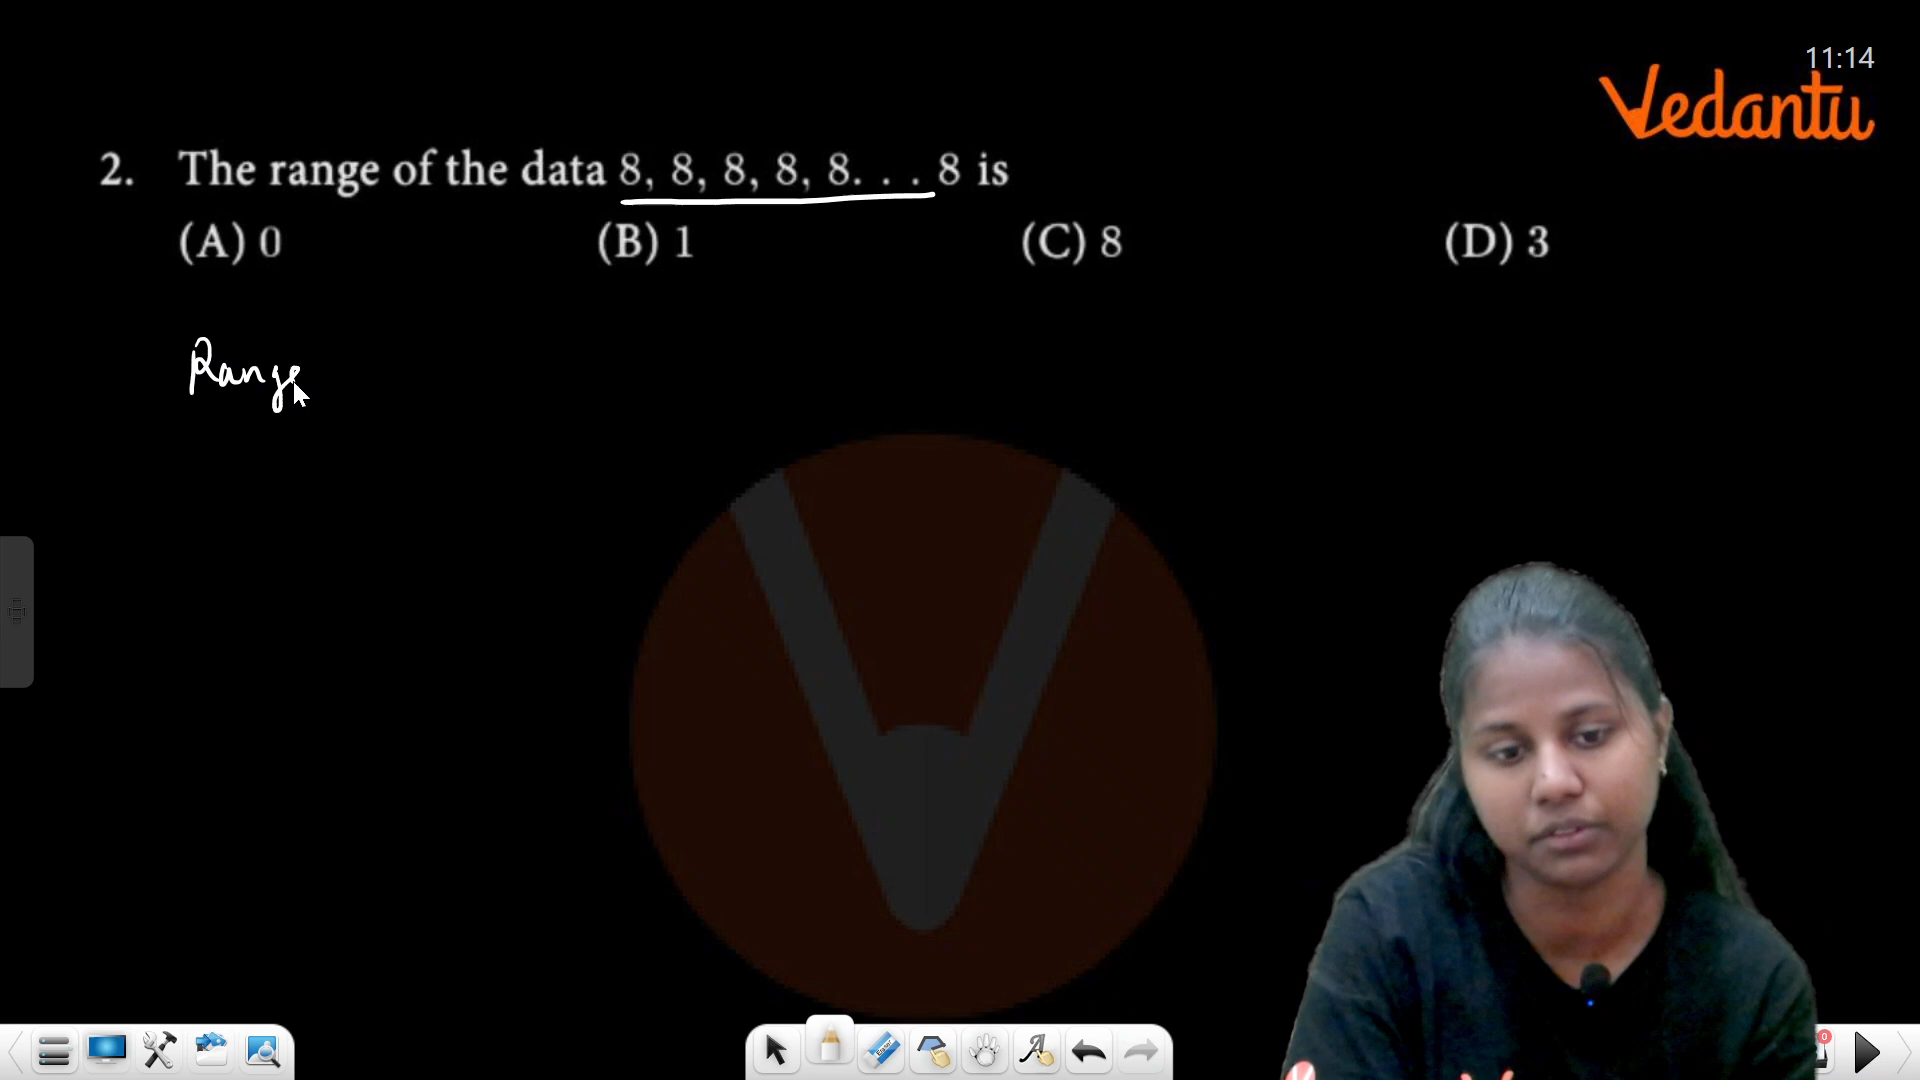 11:14
Vedantu
2. The range of the data 8, 8, 8, 8, 8. . . 8 is
(A) 0 (B) 1 (C) 8 (D) 3
Range